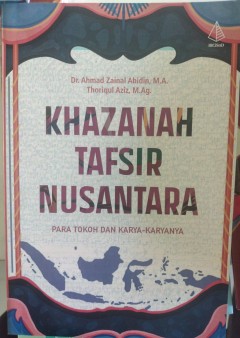 Dr. Ahmad Zainal Abidin, M.A.
Thoriqul Aziz, M.Ag.
KHAZANAH
TAFSIR
NUSANTARA
PARA TOKOH DAN KARYA-KARYANYA